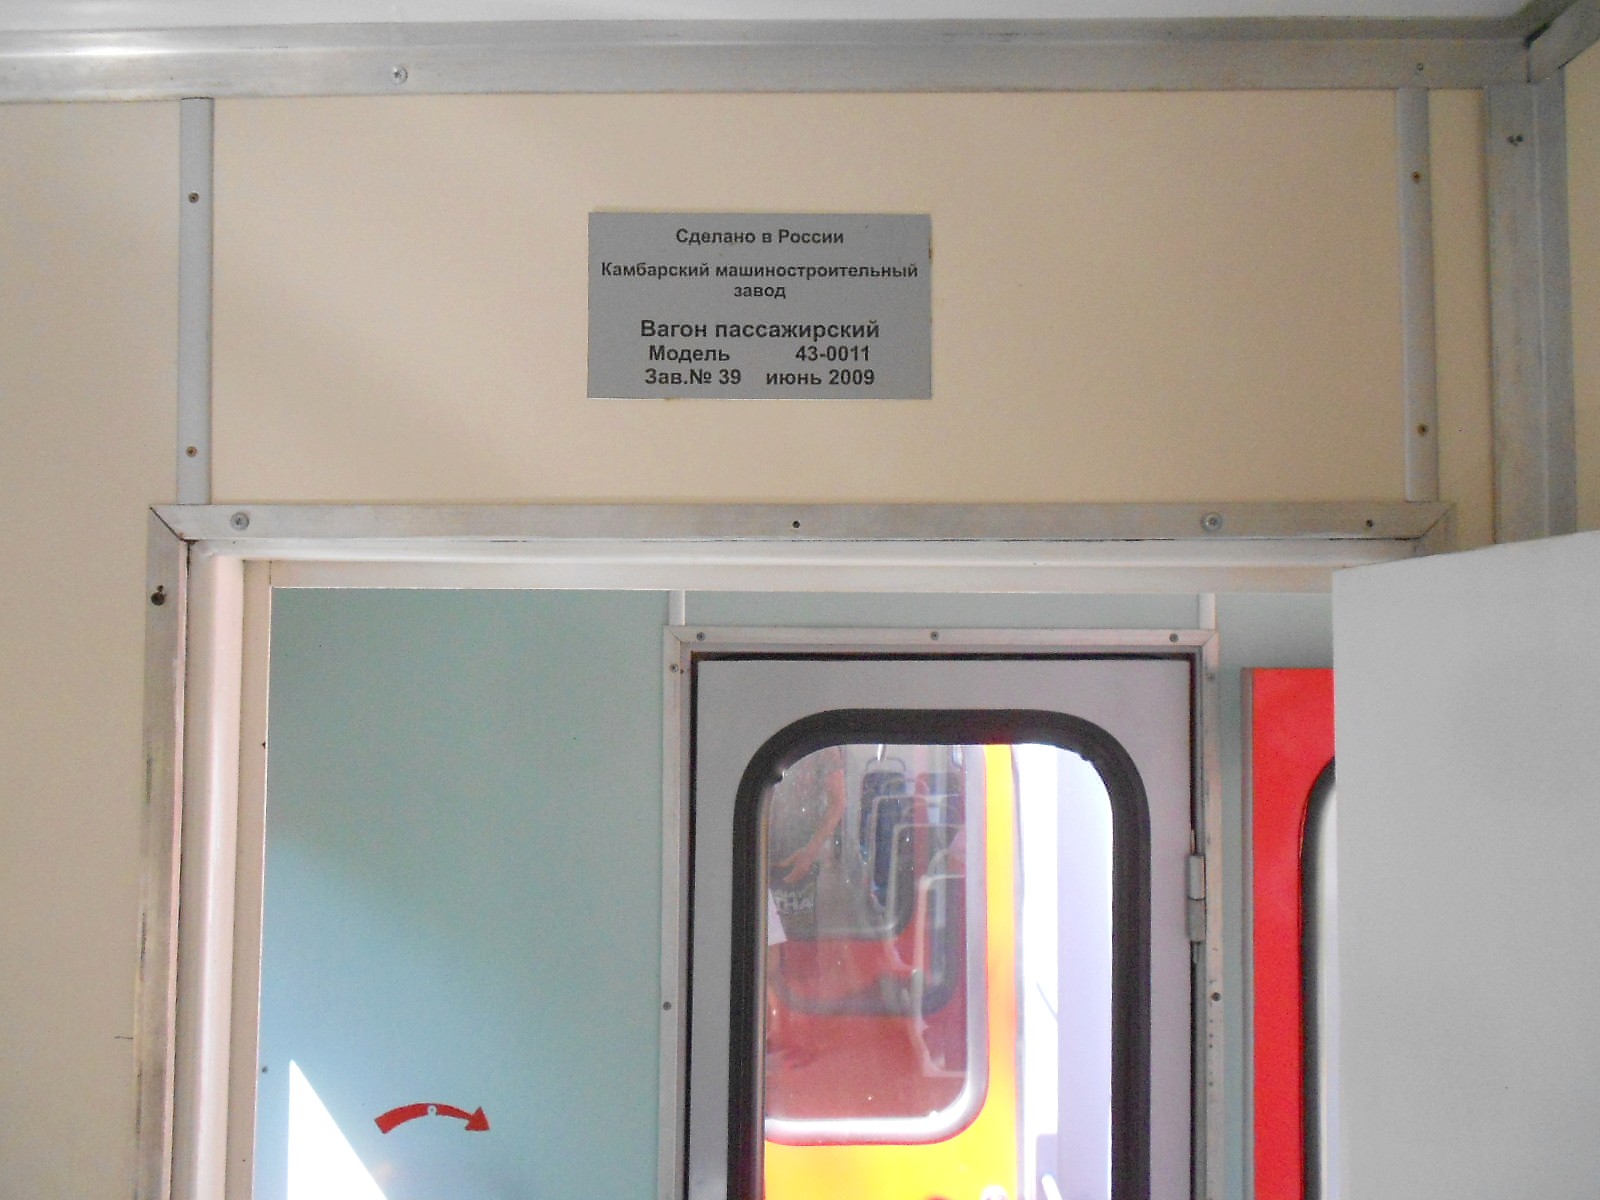 Сделано в России
Камбарский машиностроительный
завод
Вагон пассажирский
Модель 43-0011
Зав.№ 39 июнь 2009